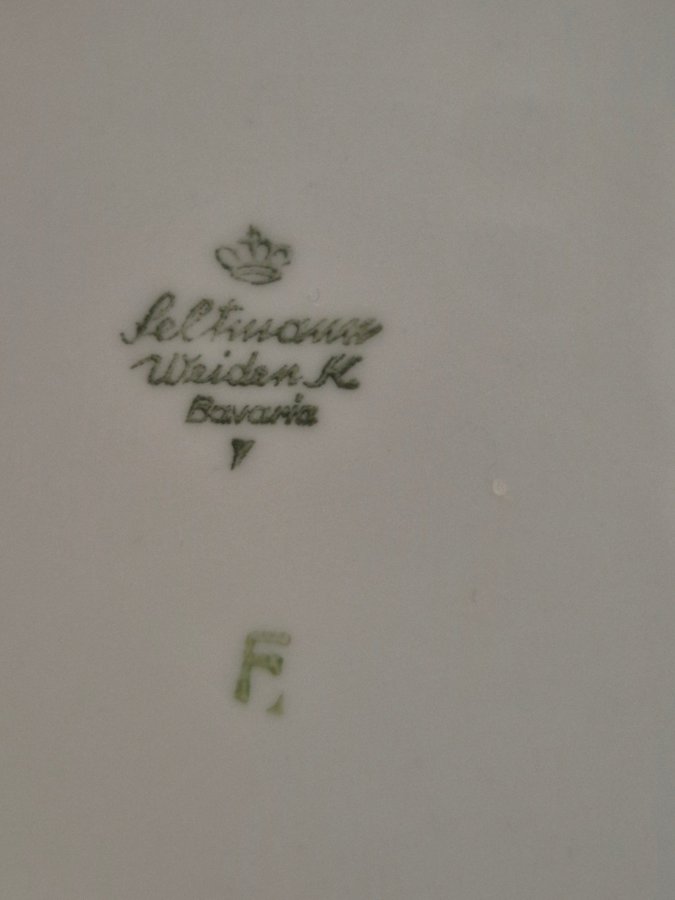 Seltmann
Weiden K
Bavaria
F